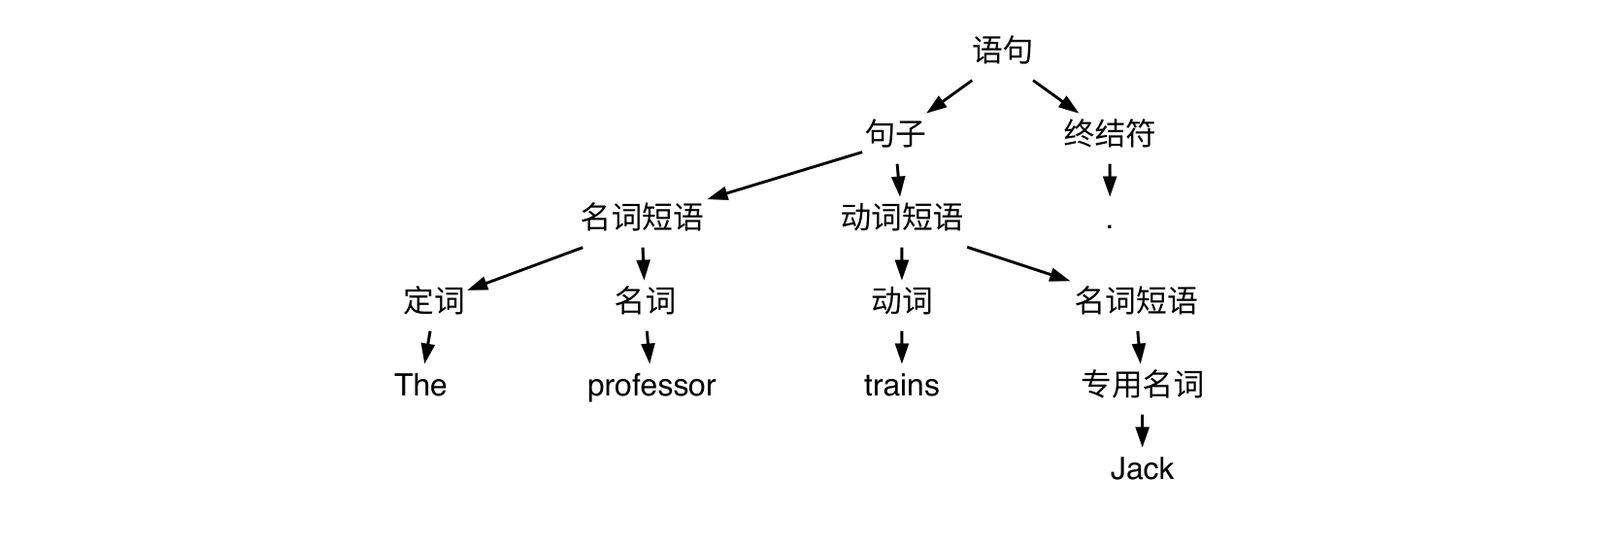 语句
句子 终结符
名词短语 动词短语 .
定词 名词 动词 名词短语
The professor trains 专用名词
Jack